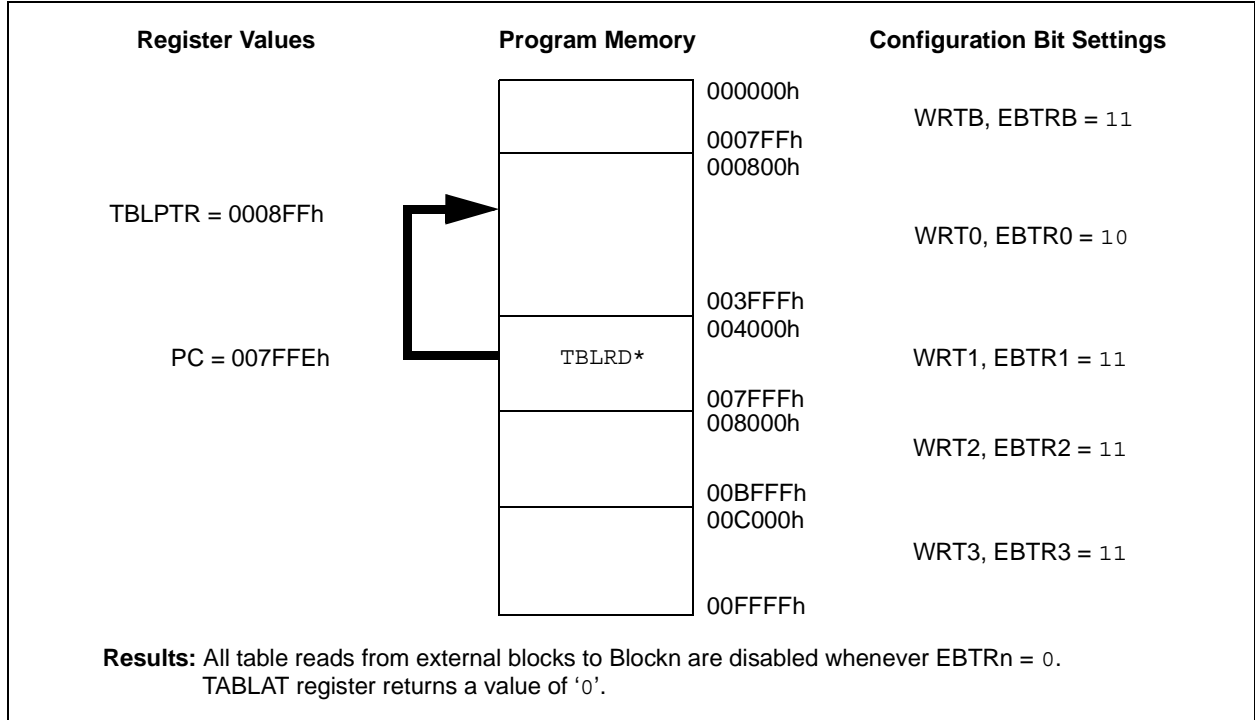 Register Values Program Memory Configuration Bit Settings
000000h
WRTB, EBTRB = 11
0007FFh
000800h
TBLPTR = 0008FFh
WRT0, EBTR0 = 10
003FFFh
004000h
PC = 007FFEh TBLRD* WRT1, EBTR1 = 11
007FFFh
008000h
WRT2, EBTR2 = 11
00BFFFh
00C000h
WRT3, EBTR3 = 11
00FFFFh
Results: All table reads from external blocks to Blockn are disabled whenever EBTRn = 0.
TABLAT register returns a value of ‘0’.